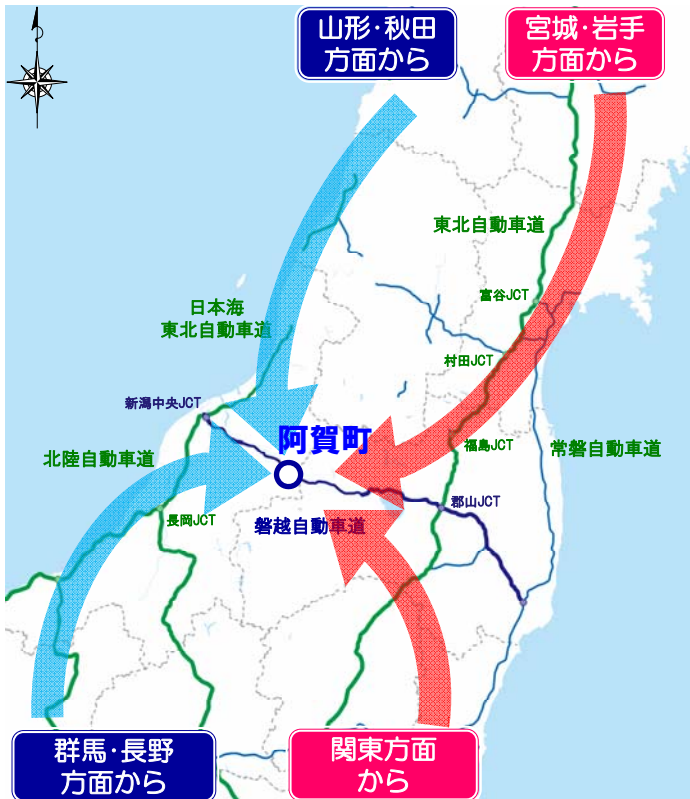 山形・秋田
方面から
宮城・岩手
方面から
東北自動車道
富谷JCT
日本海
東北自動車道
村田JCT
新潟中央JCT
阿賀町
福島JCT
常磐自動車道
北陸自動車道
郡山JCT
長岡JCT
磐越自動車道
群馬・長野
方面から
関東方面
から